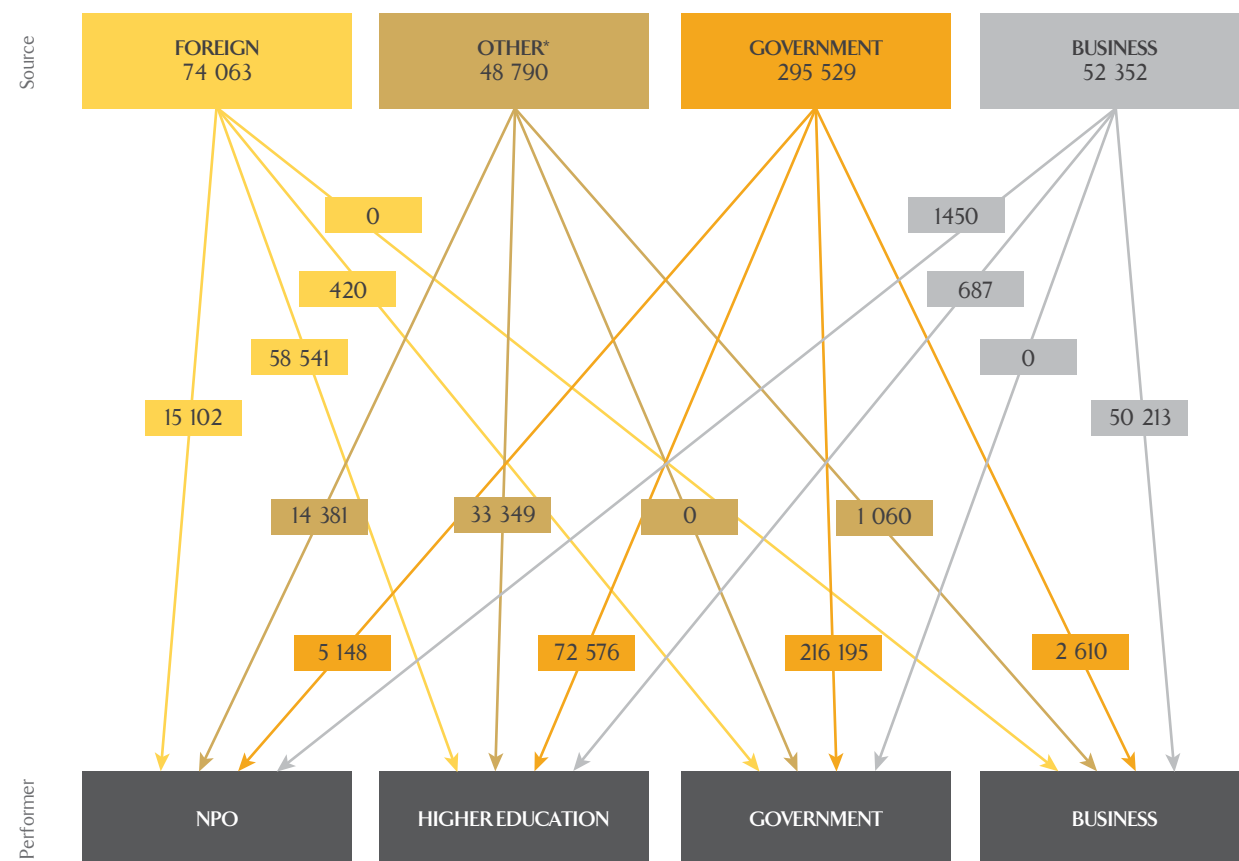 Source
FOREIGN
74 063
OTHER*
48 790
GOVERNMENT
295 529
BUSINESS
52 352
0
1450
420
687
58 541
0
15 102
50 213
14 381
33 349
0
1 060
5 148
72 576
216 195
2 610
Performer
NPO
HIGHER EDUCATION
GOVERNMENT
BUSINESS